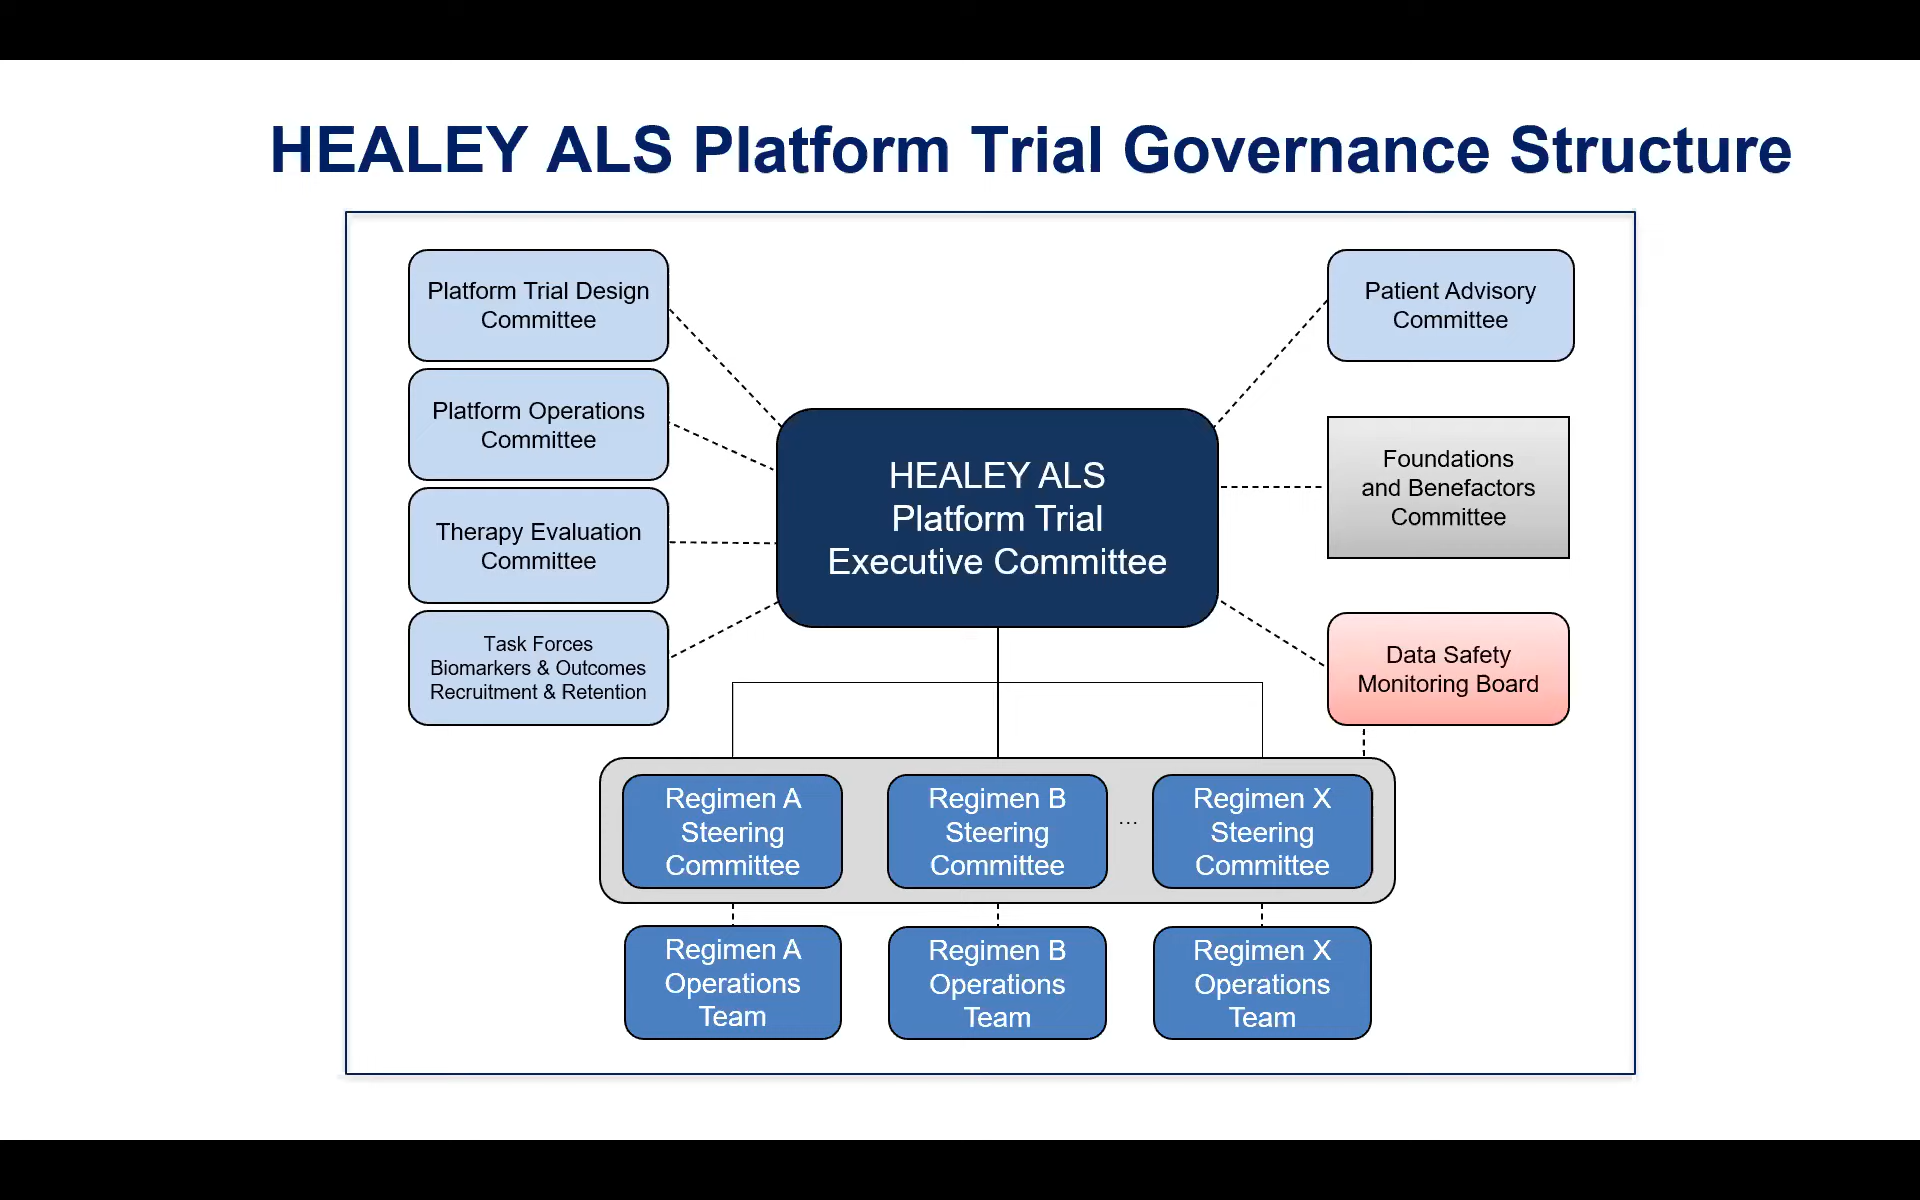 HEALEY ALS Platform Trial Governance Structure
Platform Trial Design
Committee
Platform Operations
Committee
Therapy Evaluation
Committee
Task Forces
Biomarkers & Outcomes
Recruitment & Retention
HEALEY ALS
Platform Trial
Executive Committee
Patient Advisory
Committee
Foundations
and Benefactors
Committee
Data Safety
Monitoring Board
Regimen A
Steering
Committee
Regimen B
Steering
Committee
...
Regimen X
Steering
Committee
Regimen A
Operations
Team
Regimen B
Operations
Team
Regimen X
Operations
Team